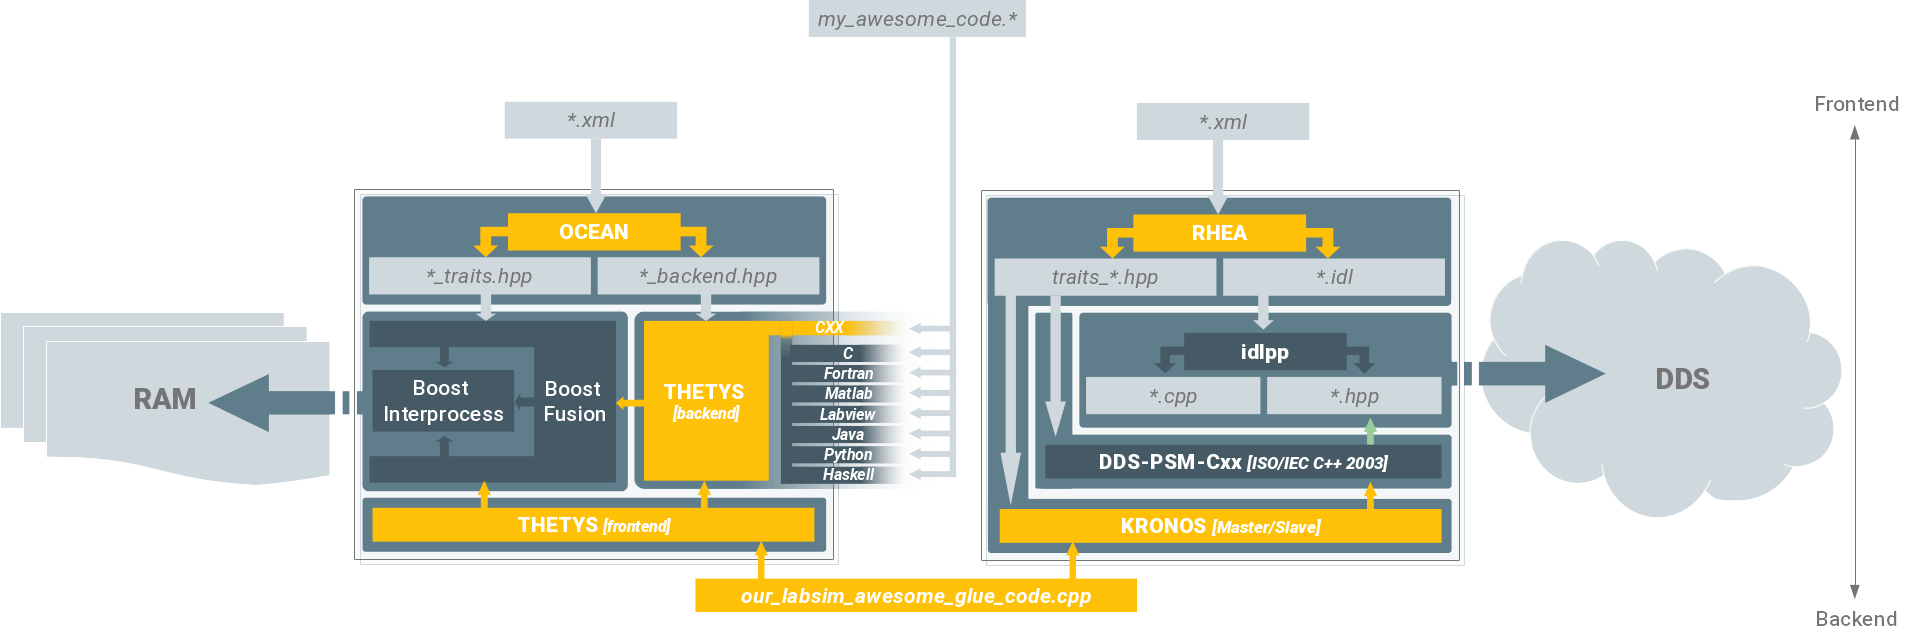 my_awesome_code.*
*.xml
*.xml
Frontend
OCEAN
RHEA
*_traits.hpp
*_backend.hpp
traits_*.hpp
*.idl
CXX
C
Fortran
Matlab
Labview
Java
Python
Haskell
idlpp
RAM
Boost
Interprocess
Boost
Fusion
THETYS
[backend]
*.cpp
*.hpp
DDS
DDS-PSM-Cxx [ISO/IEC C++ 2003]
THETYS [frontend]
KRONOS [Master/Slave]
our_labsim_awesome_glue_code.cpp
Backend